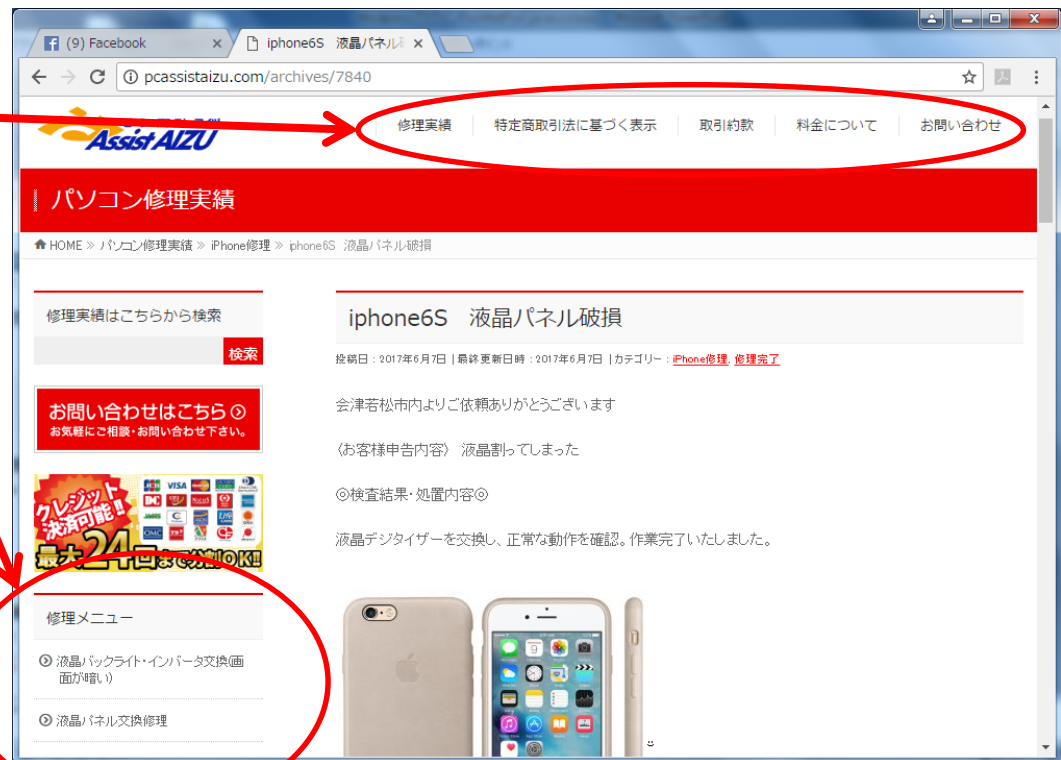 (9) Facebook
iphone6S 液晶パネル
pcassistaizu.com/archives/7840
Assist AIZU
修理実績 特定商取引法に基づく表示 取引約款 料金について お問い合わせ
パソコン修理実績
HOME » パソコン修理実績 » iPhone修理 » iphone6S 液晶パネル破損
修理実績はこちらから検索
検索
お問い合わせはこちら
お気軽にご相談・お問い合わせ下さい。
クレジット
決済可能!!
VISA
最大24回まで分割OK!!
修理メニュー
液晶バックライト・インバータ交換(画
面が暗い)
液晶パネル交換修理
iphone6S 液晶パネル破損
投稿日 : 2017年6月7日 | 最終更新日時 : 2017年6月7日 | カテゴリー : iPhone修理, 修理完了
会津若松市内よりご依頼ありがとうございます
〈お客様申告内容〉 液晶割ってしまった
◎検査結果・処置内容◎
液晶デジタイザーを交換し、正常な動作を確認。作業完了いたしました。